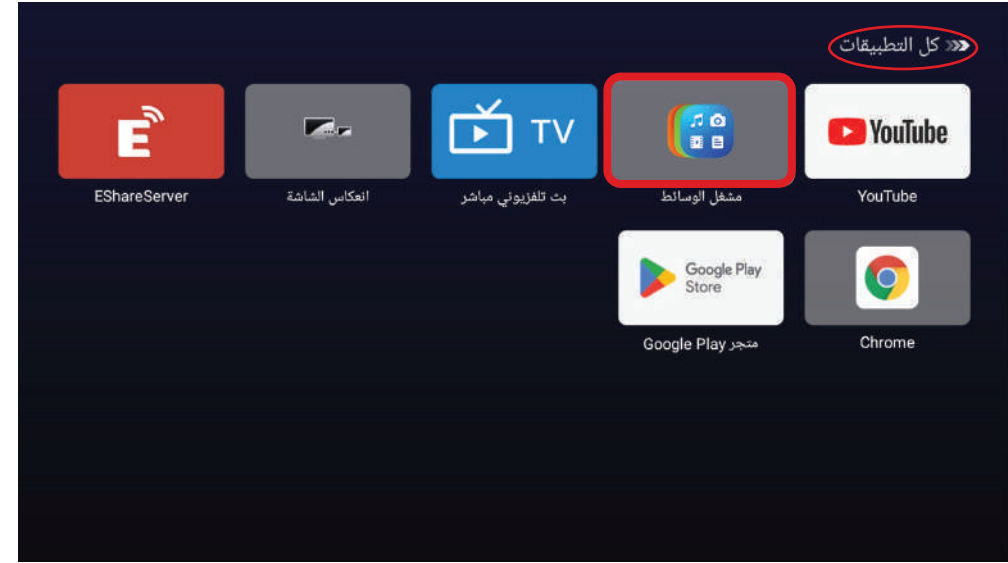 كل التطبيقات
YouTube
TV
E
YouTube
مشغل الوسائط
بث تلفزيوني مباشر
انعكاس الشاشة
EShareServer
Google Play
Store
Chrome
متجر Google Play